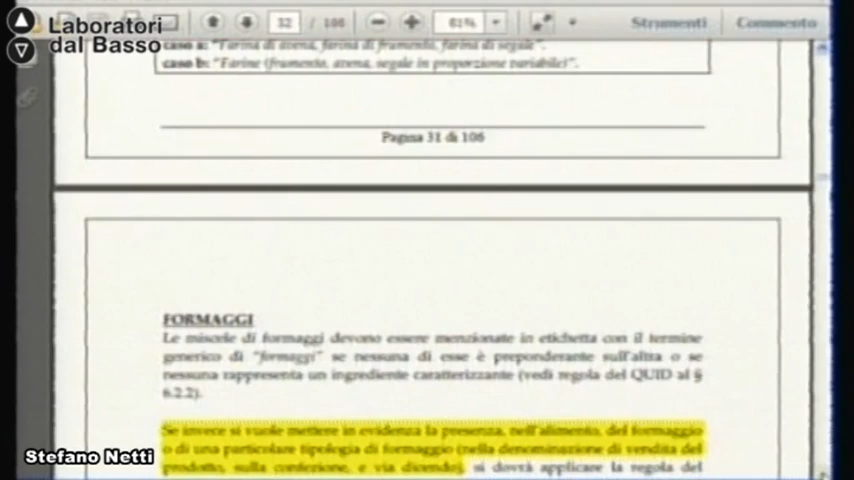 Laboratori
dal Basso
32 / 106
81%
Strumenti
Commento
caso a: "Farina di avena, farina di frumento, farina di segale".
caso b: "Farine (frumento, avena, segale in proporzione variabile)".
Pagina 31 di 106
FORMAGGI
Le miscele di formaggi devono essere menzionate in etichetta con il termine
generico di "formaggi" se nessuna di esse è preponderante sull'altra o se
nessuna rappresenta un ingrediente caratterizzante (vedi regola del QUID al §
6.2.2).
Se invece si vuole mettere in evidenza la presenza, nell'alimento, del formaggio
o di una particolare tipologia di formaggio (nella denominazione di vendita del
prodotto, sulla confezione, e via dicendo), si dovrà applicare la regola del
Stefano Netti